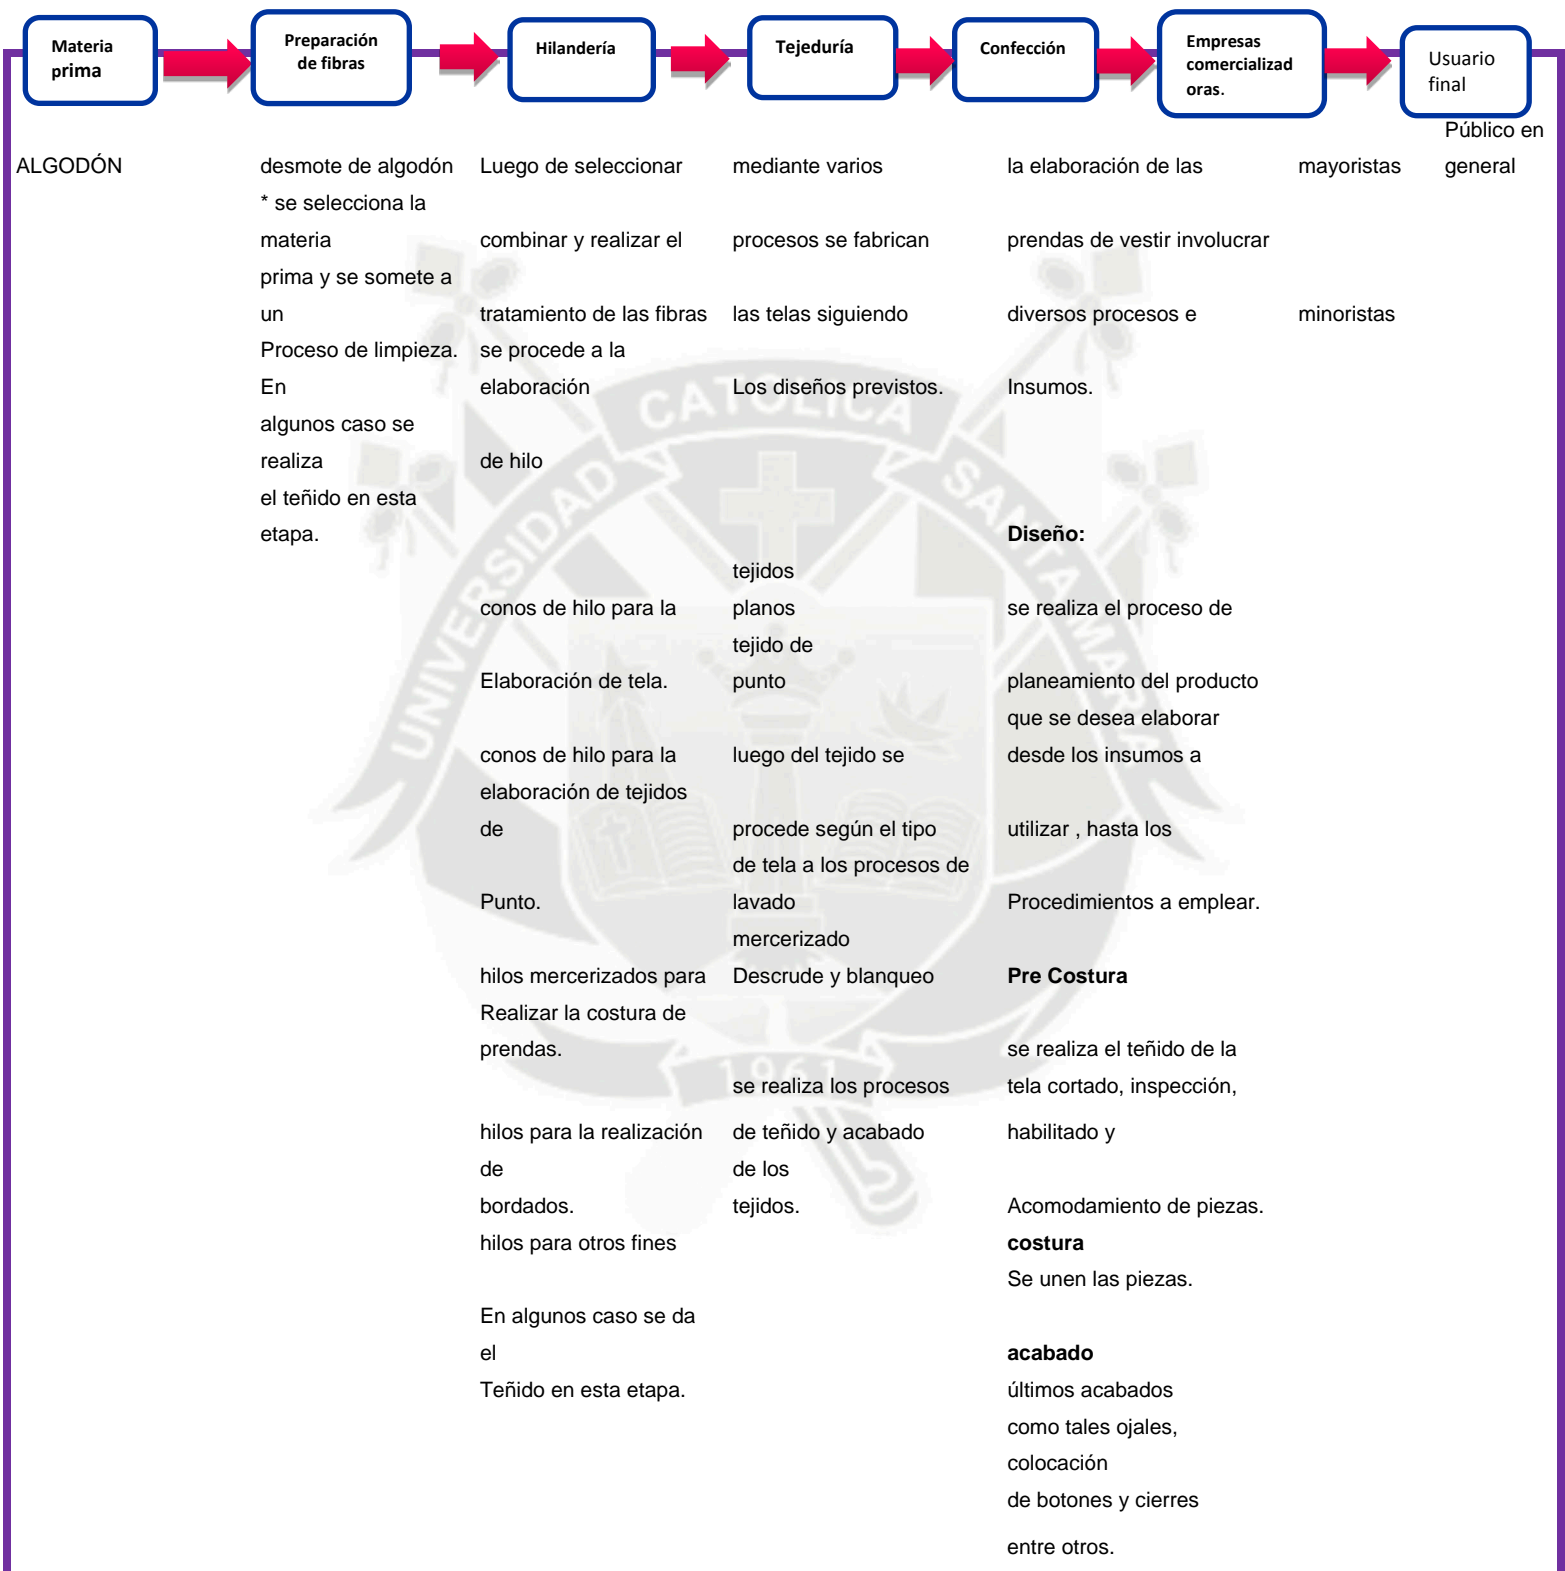 Materia
prima
Preparación
de fibras
Hilandería
Tejeduría
Confección
Empresas
comercializad
oras.
Usuario
final
ALGODÓN
desmote de algodón
* se selecciona la
materia
prima y se somete a
un
Proceso de limpieza.
En
algunos caso se
realiza
el teñido en esta
etapa.
Luego de seleccionar
combinar y realizar el
tratamiento de las fibras
se procede a la
elaboración
de hilo
conos de hilo para la
Elaboración de tela.
conos de hilo para la
elaboración de tejidos
de
Punto.
hilos mercerizados para
Realizar la costura de
prendas.
hilos para la realización
de
bordados.
hilos para otros fines
En algunos caso se da
el
Teñido en esta etapa.
mediante varios
procesos se fabrican
las telas siguiendo
Los diseños previstos.
tejidos
planos
tejido de
punto
luego del tejido se
procede según el tipo
de tela a los procesos de
lavado
mercerizado
Descrude y blanqueo
se realiza los procesos
de teñido y acabado
de los
tejidos.
la elaboración de las
prendas de vestir involucrar
diversos procesos e
Insumos.
Diseño:
se realiza el proceso de
planeamiento del producto
que se desea elaborar
desde los insumos a
utilizar , hasta los
Procedimientos a emplear.
Pre Costura
se realiza el teñido de la
tela cortado, inspección,
habilitado y
Acomodamiento de piezas.
costura
Se unen las piezas.
acabado
últimos acabados
como tales ojales,
colocación
de botones y cierres
entre otros.
mayoristas
minoristas
Público en
general
UNIVERSIDAD
CATOLICA
SANTA MARIA
1961